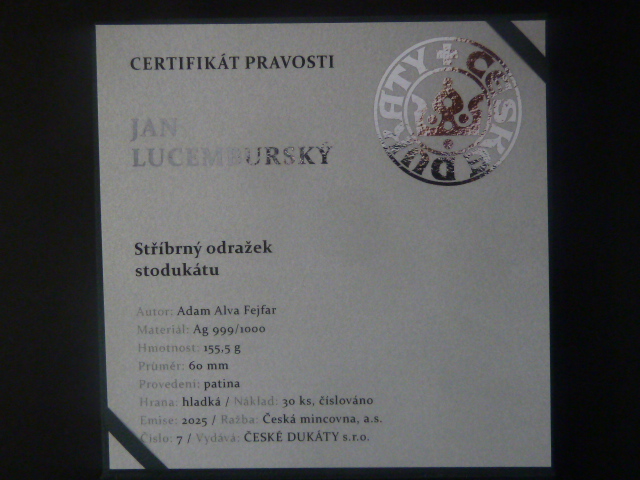 CERTIFIKÁT PRAVOSTI
JAN
LUCEMBURSKÝ
ČESKÉ DUKÁTY
Stříbrný odražek
stodukátu
Autor: Adam Alva Fejfar
Materiál: Ag 999/1000
Hmotnost: 155,5 g
Průměr: 60 mm
Provedení: patina
Hrana: hladká / Náklad: 30 ks, číslováno
Emise: 2025 / Ražba: Česká mincovna, a.s.
Číslo: 7 / Vydává: ČESKÉ DUKÁTY s.r.o.